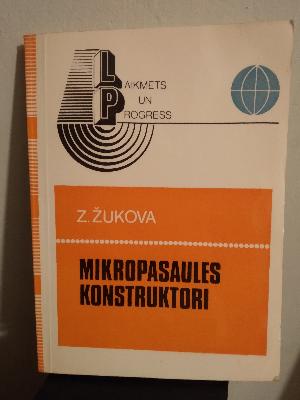 LAIKMETS
UN
PROGRESS
Z. ŽUKOVA
MIKROPASAULES
KONSTRUKTORI